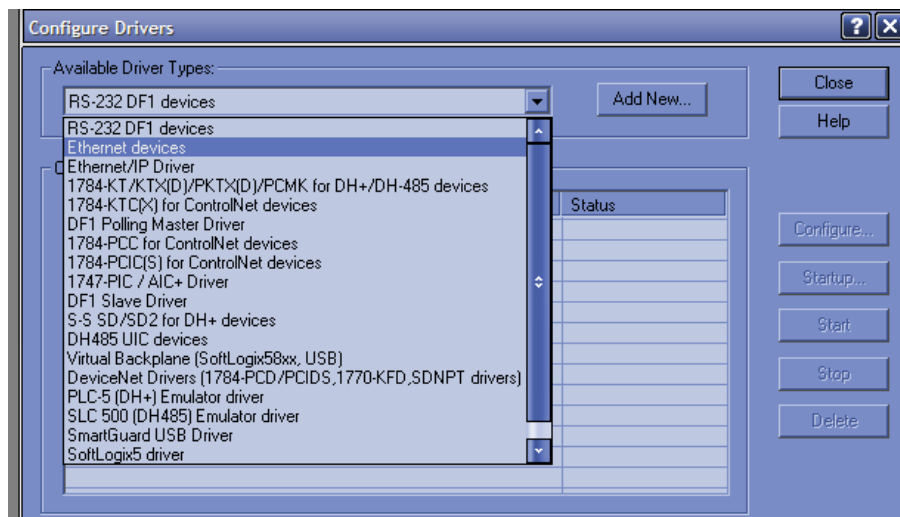 Configure Drivers
Available Driver Types:
RS-232 DF1 devices
Add New...
Close
Help
RS-232 DF1 devices
Ethernet devices
Ethernet/IP Driver
1784-KT/KTX(D)/PKTX(D)/PCMK for DH+/DH-485 devices
1784-KTC(X) for ControlNet devices
DF1 Polling Master Driver
1784-PCC for ControlNet devices
1784-PCIC(S) for ControlNet devices
1747-PIC / AIC+ Driver
DF1 Slave Driver
S-S SD/SD2 for DH+ devices
DH485 UIC devices
Virtual Backplane (SoftLogix58xx, USB)
DeviceNet Drivers (1784-PCD/PCIDS,1770-KFD,SDNPT drivers)
PLC-5 (DH+) Emulator driver
SLC 500 (DH485) Emulator driver
SmartGuard USB Driver
SoftLogix5 driver
Status
Configure...
Startup...
Start
Stop
Delete